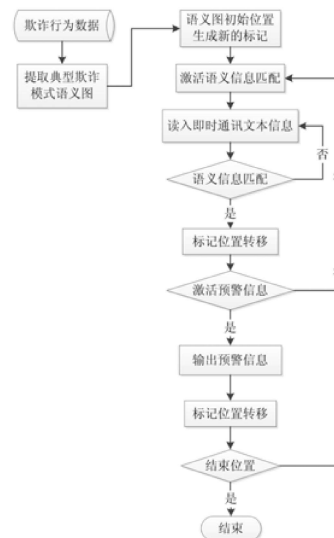 欺诈行为数据
提取典型欺诈
模式语义图
语义图初始位置
生成新的标记
激活语义信息匹配
读入即时通讯文本信息
否
语义信息匹配
是
标记位置转移
激活预警信息
是
输出预警信息
标记位置转移
结束位置
是
结束